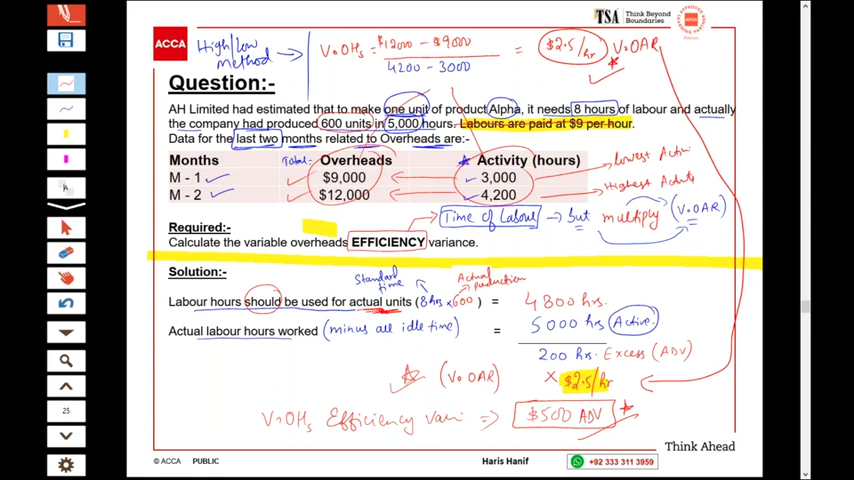 TSA Think Beyond
Boundaries
ACCA
ACCA High/low method → V.OHs = $12000 - $9000 / 4200 - 3000 = $2.5/hr V.OAR
Question:-
AH Limited had estimated that to make one unit of product Alpha, it needs 8 hours of labour and actually
the company had produced 600 units in 5,000 hours. Labours are paid at $9 per hour.
Data for the last two months related to Overheads are:-
Months Total- Overheads Activity (hours)
M - 1 $9,000 3,000 Lowest Acti
M - 2 $12,000 4,200 Highest Activity
Required: Time of Labour → but multiply (V.OAR)
Calculate the variable overheads EFFICIENCY variance.
Solution:-
Standard time Actual Production
Labour hours should be used for actual units (8hrs × 600) = 4800 hrs.
Actual labour hours worked (minus all idle time) = 5000 hrs Active.
200 hrs. Excess (ADV)
(V.OAR) × $2.5/hr
V.OHs Efficiency Vari ⇒ $500 ADV
25
Think Ahead
© ACCA PUBLIC Haris Hanif +92 333 311 3959